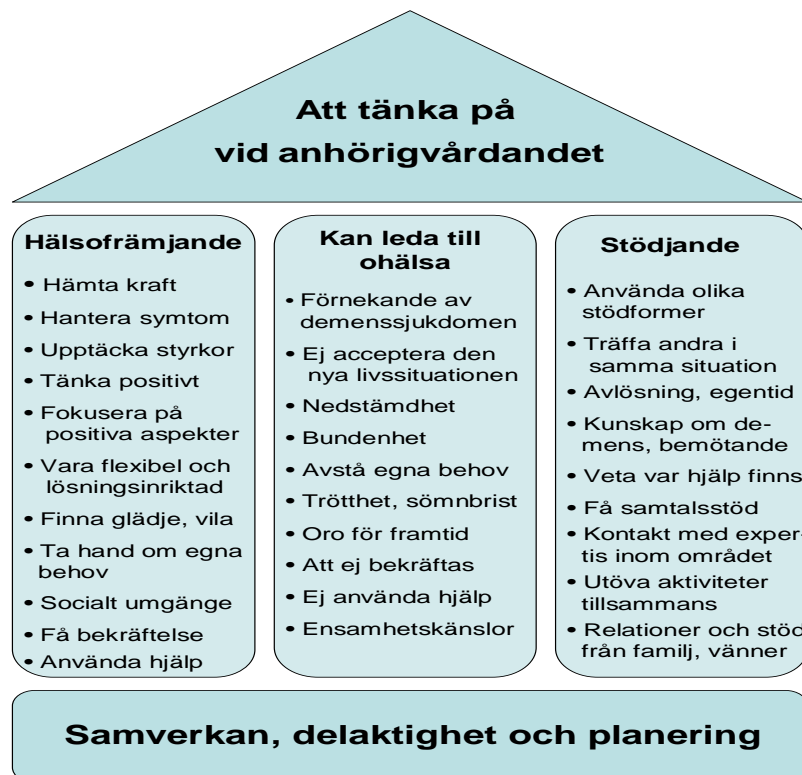 Att tänka på
vid anhörigvårdandet
Hälsofrämjande
• Hämta kraft
• Hantera symtom
• Upptäcka styrkor
• Tänka positivt
• Fokusera på
positiva aspekter
• Vara flexibel och
lösningsinriktad
• Finna glädje, vila
• Ta hand om egna
behov
• Socialt umgänge
• Få bekräftelse
• Använda hjälp
Kan leda till
ohälsa
• Förnekande av
demenssjukdomen
• Ej acceptera den
nya livssituationen
• Nedstämdhet
• Bundenhet
• Avstå egna behov
• Trötthet, sömnbrist
• Oro för framtid
• Att ej bekräftas
• Ej använda hjälp
• Ensamhetskänslor
Stödjande
• Använda olika
stödformer
• Träffa andra i
samma situation
• Avlösning, egentid
• Kunskap om de-
mens, bemötande
• Veta var hjälp finns
• Få samtalsstöd
• Kontakt med exper-
tis inom området
• Utöva aktiviteter
tillsammans
• Relationer och stöd
från familj, vänner
Samverkan, delaktighet och planering